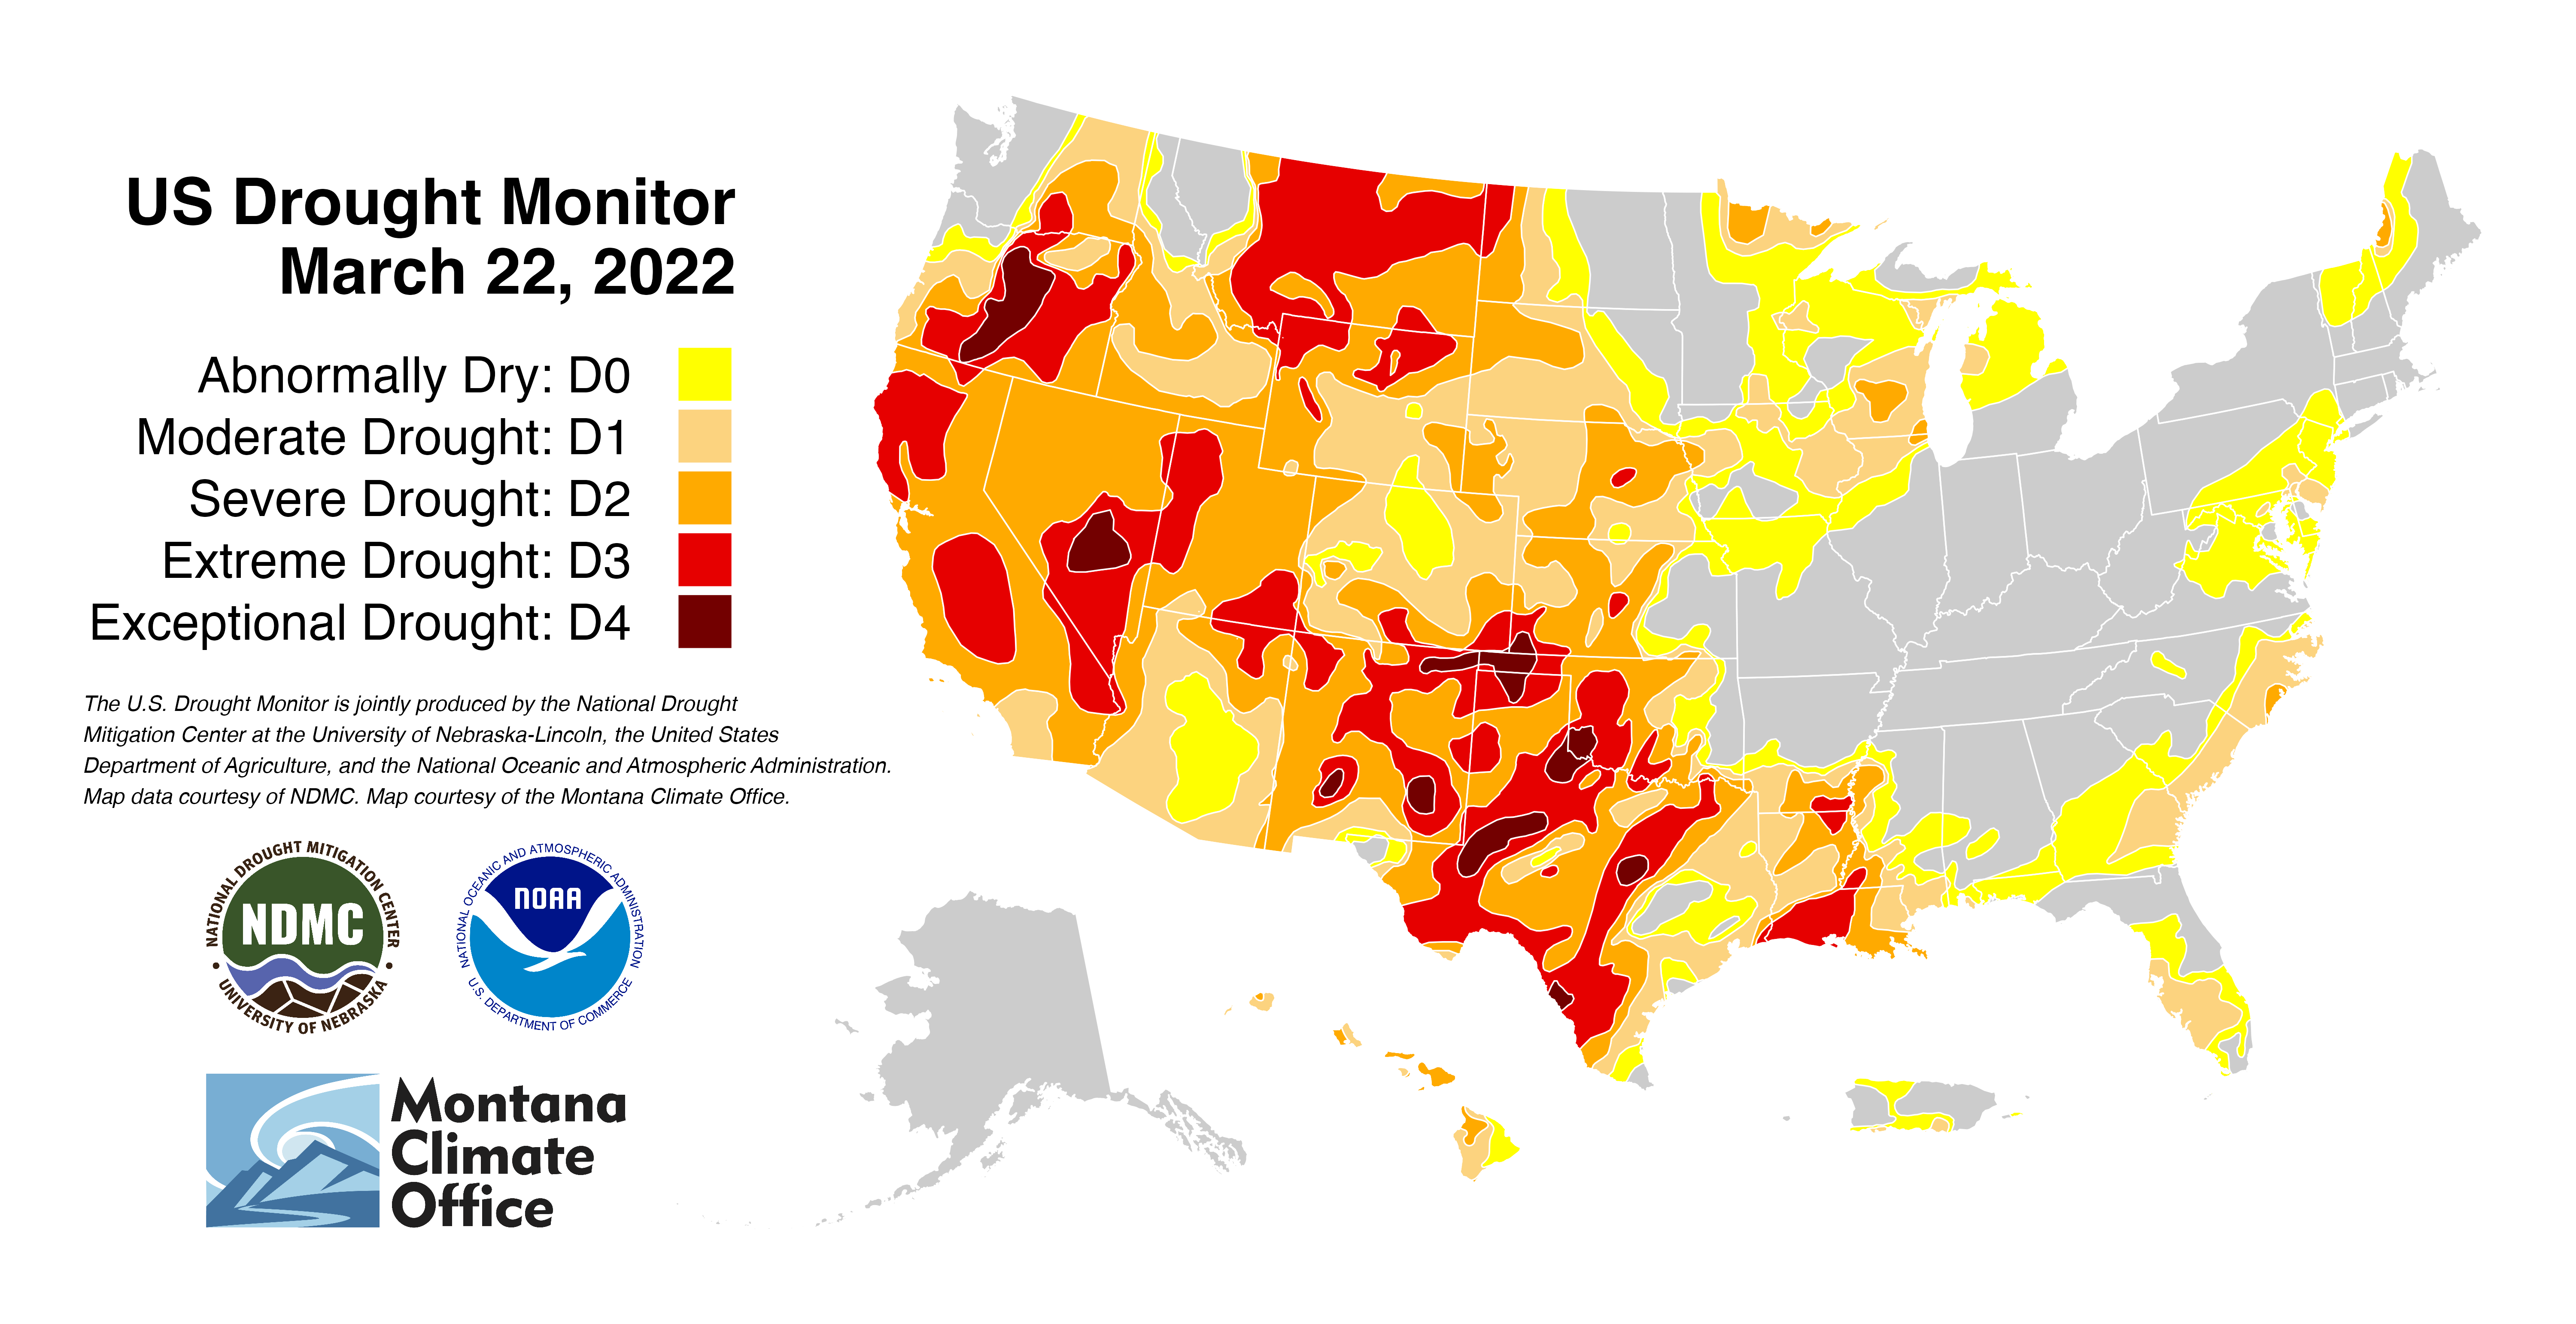 US Drought Monitor
March 22, 2022
Abnormally Dry: D0
Moderate Drought: D1
Severe Drought: D2
Extreme Drought: D3
Exceptional Drought: D4
The U.S. Drought Monitor is jointly produced by the National Drought
Mitigation Center at the University of Nebraska-Lincoln, the United States
Department of Agriculture, and the National Oceanic and Atmospheric Administration.
Map data courtesy of NDMC. Map courtesy of the Montana Climate Office.
NATIONAL DROUGHT MITIGATION CENTER
NDMC
• UNIVERSITY OF NEBRASKA •
NATIONAL OCEANIC AND ATMOSPHERIC ADMINISTRATION
NOAA
U.S. DEPARTMENT OF COMMERCE
Montana
Climate
Office